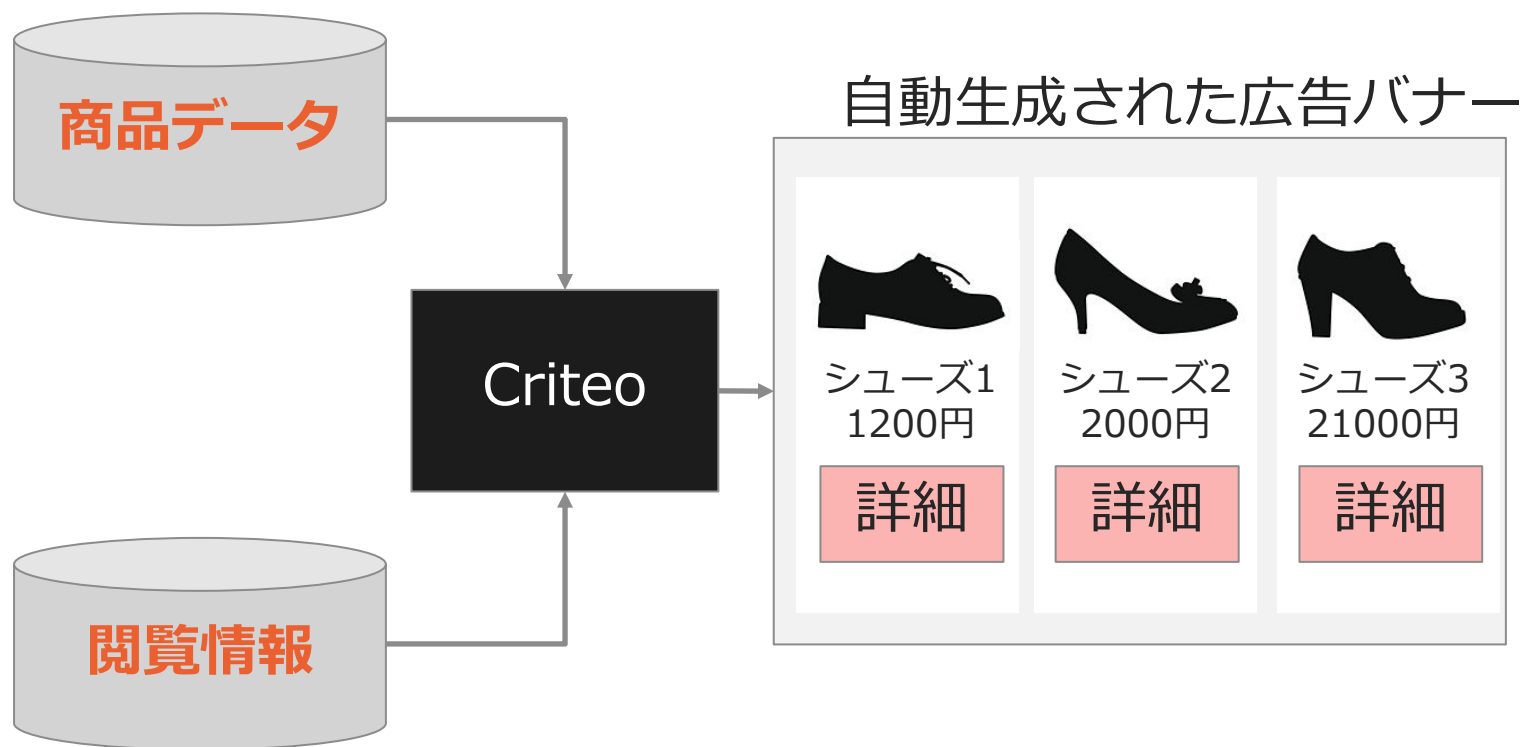 商品データ
自動生成された広告バナー
Criteo
シューズ1
1200円
詳細
シューズ2
2000円
詳細
シューズ3
21000円
詳細
閲覧情報